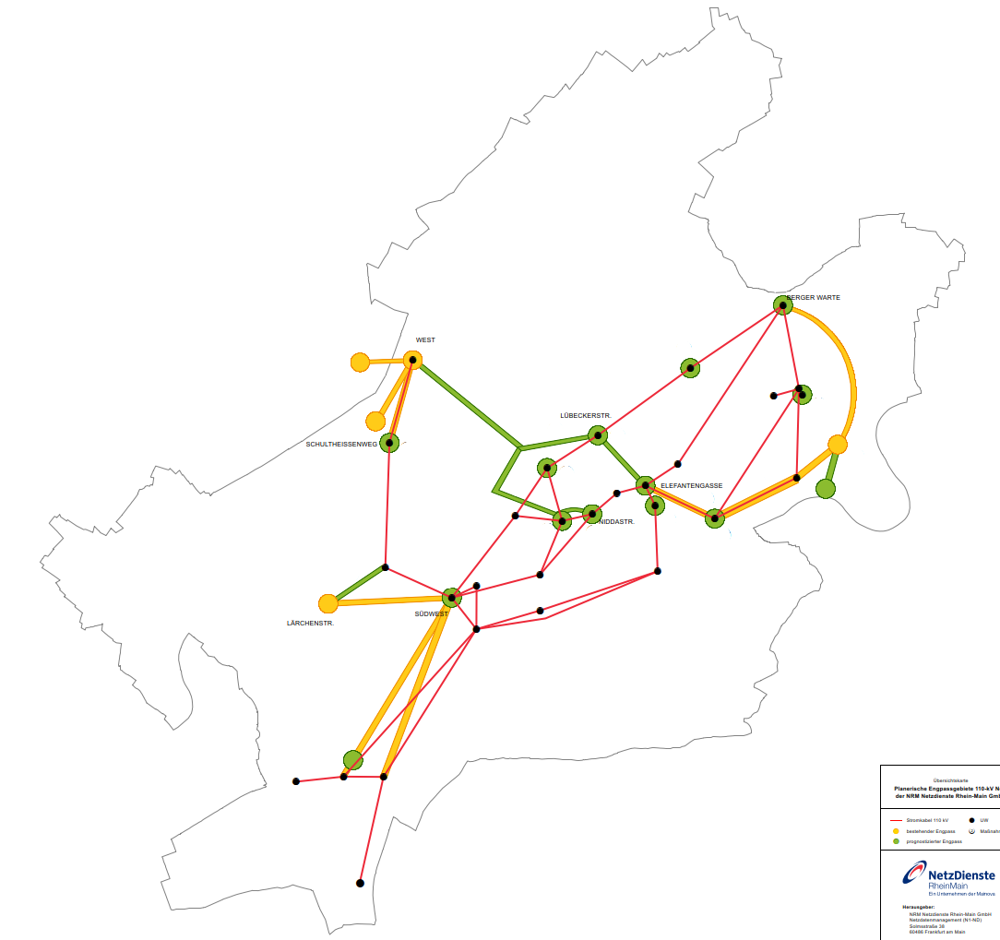 BERGER WARTE
WEST
LÜBECKERSTR.
SCHULTHEISSENWEG
ELEFANTENGASSE
NIDDASTR.
SÜDWEST
LÄRCHENSTR.
Übersichtskarte
Planerische Engpassgebiete 110-kV
der NRM Netzdienste Rhein-Main
Stromkabel 110 kV
UW
bestehender Engpass
prognostizierter Engpass
NetzDienste
RheinMain
Ein Unternehmen der Mainova
Herausgeber:
NRM Netzdienste Rhein-Main GmbH
Netzdatenmanagement (N1-ND)
Solmsstraße 38
60486 Frankfurt am Main